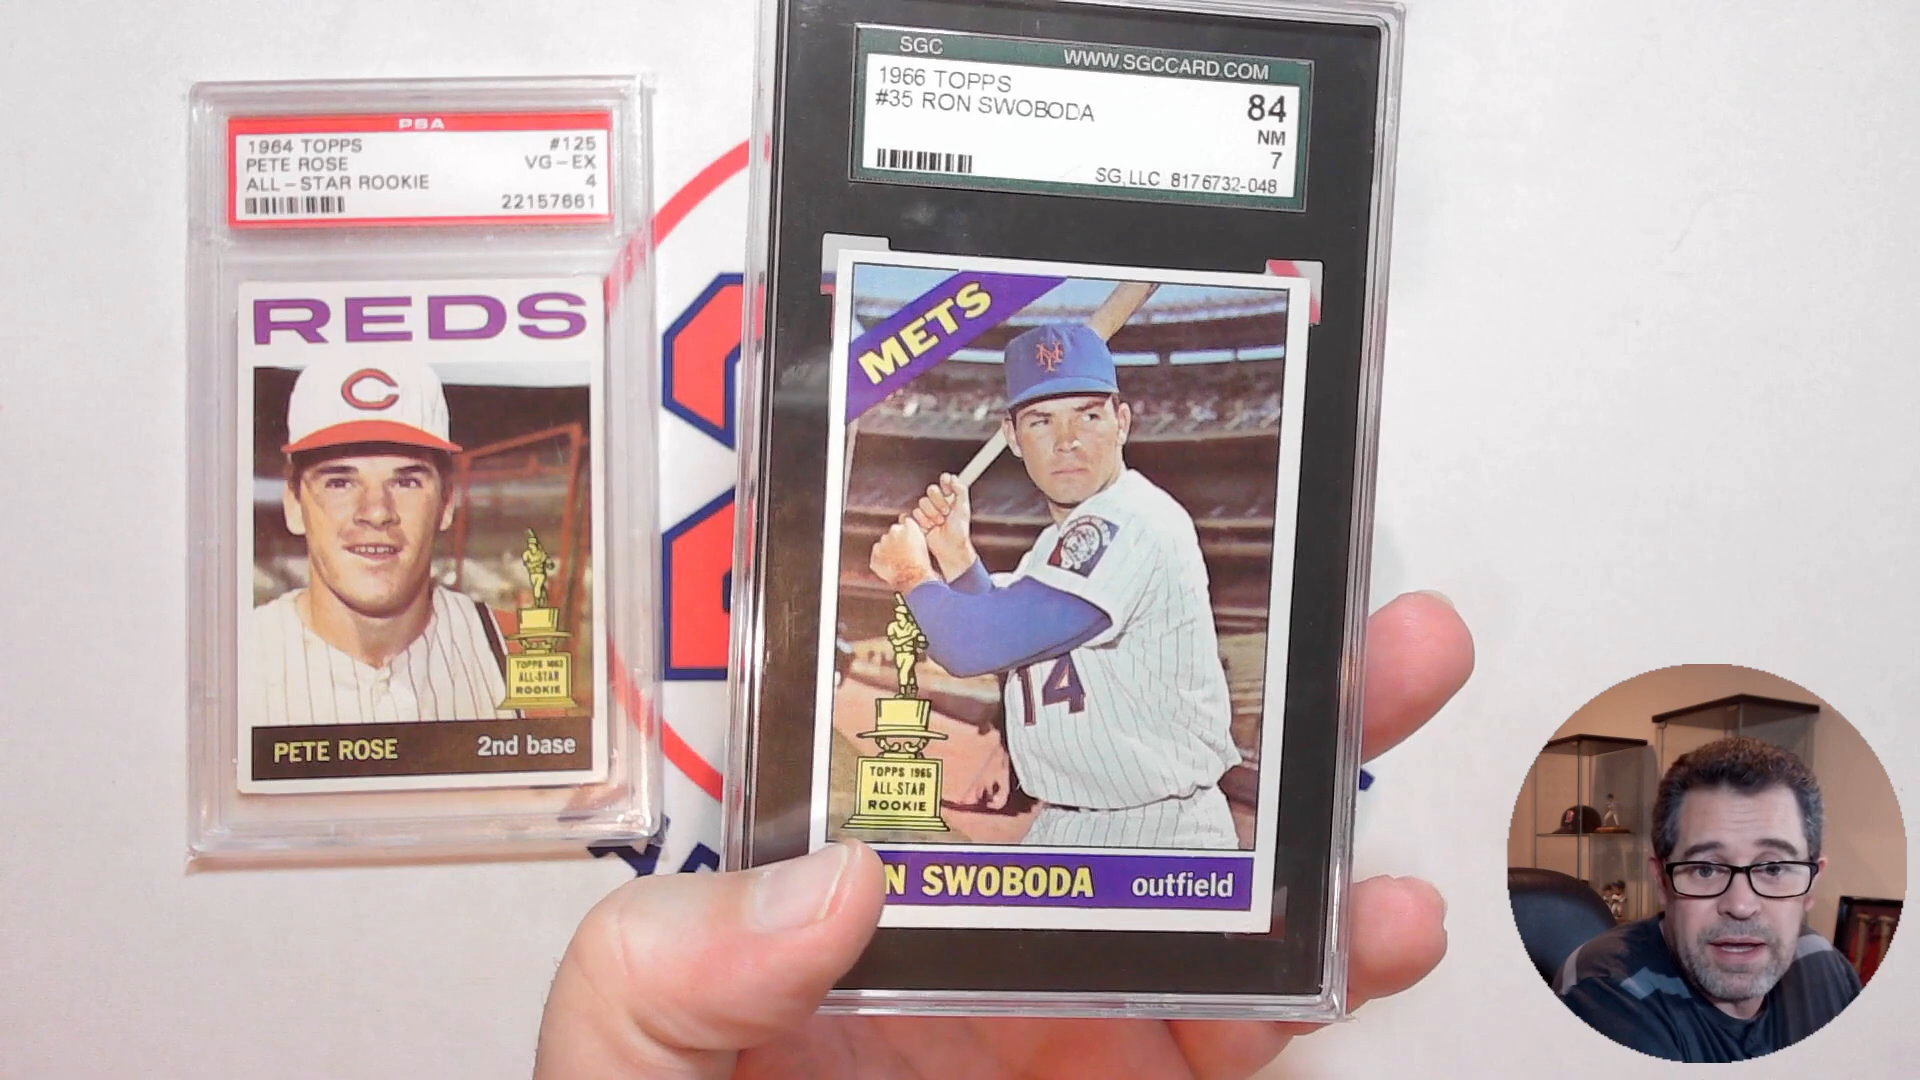 PSA
1964 TOPPS #125
PETE ROSE VG-EX
ALL-STAR ROOKIE 4
22157661
REDS
C
TOPPS 1963
ALL-STAR
ROOKIE
PETE ROSE 2nd base
SGC WWW.SGCCARD.COM
1966 TOPPS 84
#35 RON SWOBODA NM
7
SG, LLC 8176732-048
METS
NY
14
TOPPS 1965
ALL-STAR
ROOKIE
N SWOBODA outfield